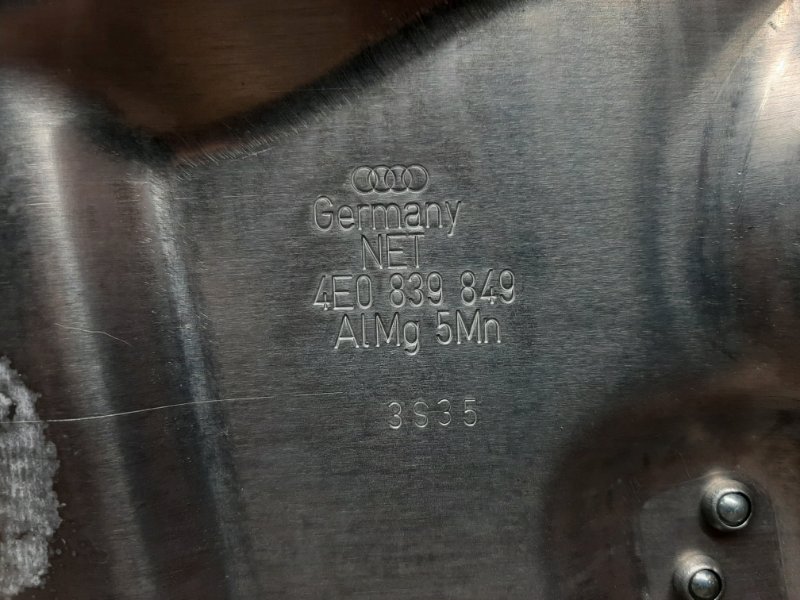 Germany
NET
4E0 839 849
AlMg 5Mn
3S35